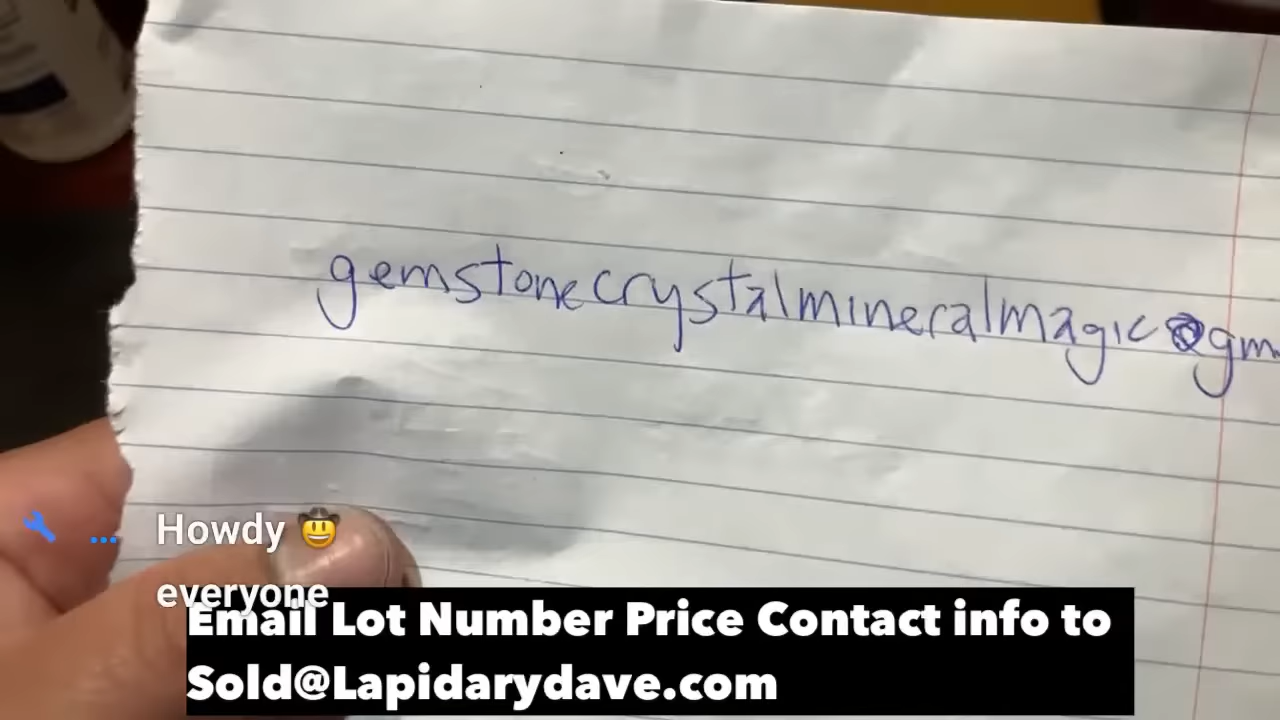 gemstonecrystalmineralmagic@gm
Howdy 🤠
everyone
Email Lot Number Price Contact info to
Sold@Lapidarydave.com